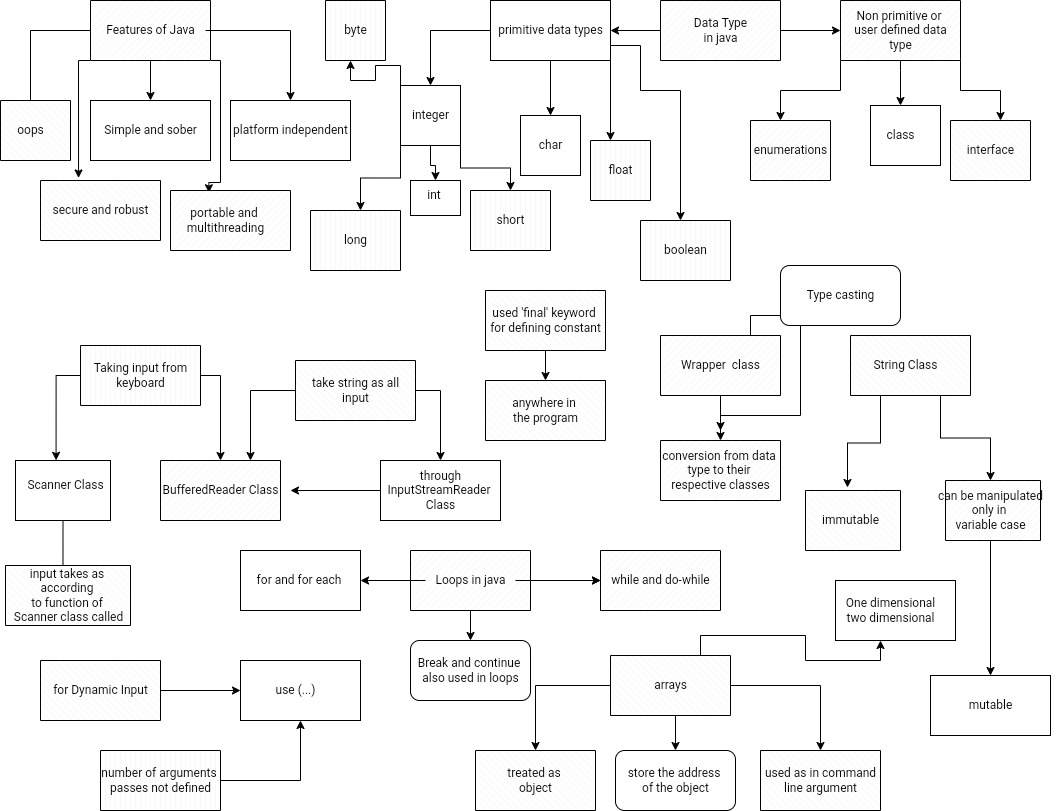 Features of Java
oops
Simple and sober
platform independent
secure and robust
portable and
multithreading
byte
primitive data types
Data Type
in java
Non primitive or
user defined data
type
integer
char
float
boolean
int
long
short
enumerations
class
interface
used 'final' keyword
for defining constant
anywhere in
the program
Type casting
Wrapper class
String Class
conversion from data
type to their
respective classes
immutable
can be manipulated
only in
variable case
mutable
Taking input from
keyboard
take string as all
input
Scanner Class
BufferedReader Class
through
InputStreamReader
Class
input takes as
according
to function of
Scanner class called
for and for each
Loops in java
while and do-while
Break and continue
also used in loops
One dimensional
two dimensional
for Dynamic Input
use (...)
number of arguments
passes not defined
arrays
treated as
object
store the address
of the object
used as in command
line argument